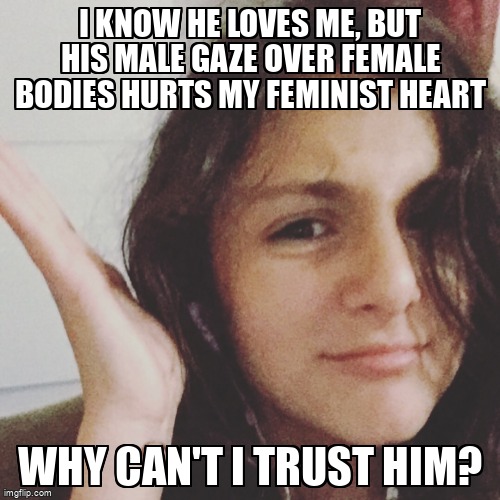 I KNOW HE LOVES ME, BUT
HIS MALE GAZE OVER FEMALE
BODIES HURTS MY FEMINIST HEART
WHY CAN'T I TRUST HIM?
imgflip.com